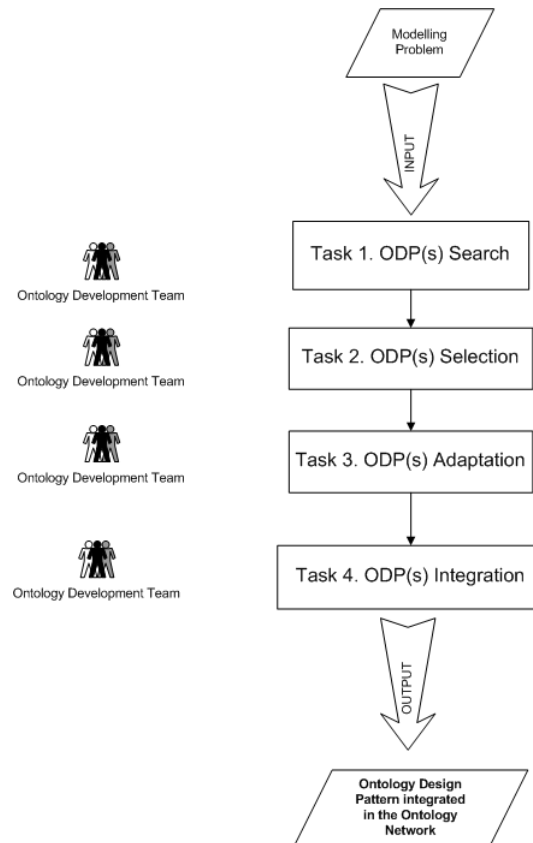 Modelling
Problem
INPUT
Task 1. ODP(s) Search
Ontology Development Team
Task 2. ODP(s) Selection
Ontology Development Team
Task 3. ODP(s) Adaptation
Ontology Development Team
Task 4. ODP(s) Integration
Ontology Development Team
OUTPUT
Ontology Design
Pattern integrated
in the Ontology
Network